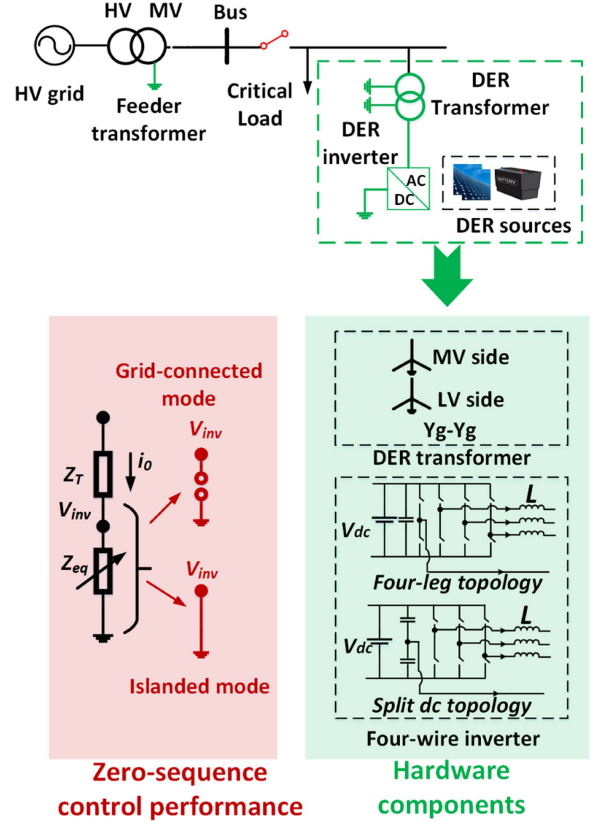 HV MV
Bus
HV grid
Feeder
transformer
Critical
Load
DER
Transformer
DER
inverter
AC
DC
BATTERY
DER sources
Grid-connected
mode
V_inv
Z_T
i_0
V_inv
Z_eq
V_inv
Islanded mode
Zero-sequence
control performance
MV side
LV side
Yg-Yg
DER transformer
V_dc
L
Four-leg topology
V_dc
L
Split dc topology
Four-wire inverter
Hardware
components